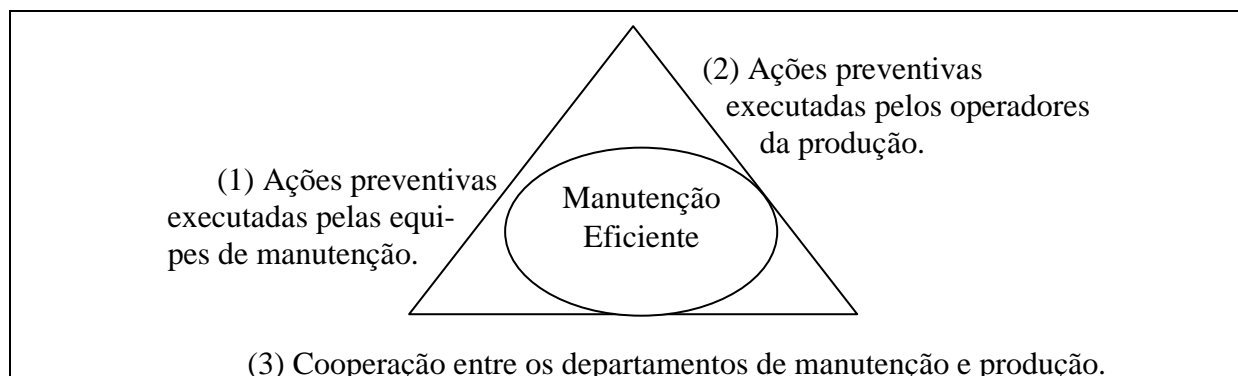 (1) Ações preventivas
executadas pelas equi-
pes de manutenção.
(2) Ações preventivas
executadas pelos operadores
da produção.
Manutenção
Eficiente
(3) Cooperação entre os departamentos de manutenção e produção.